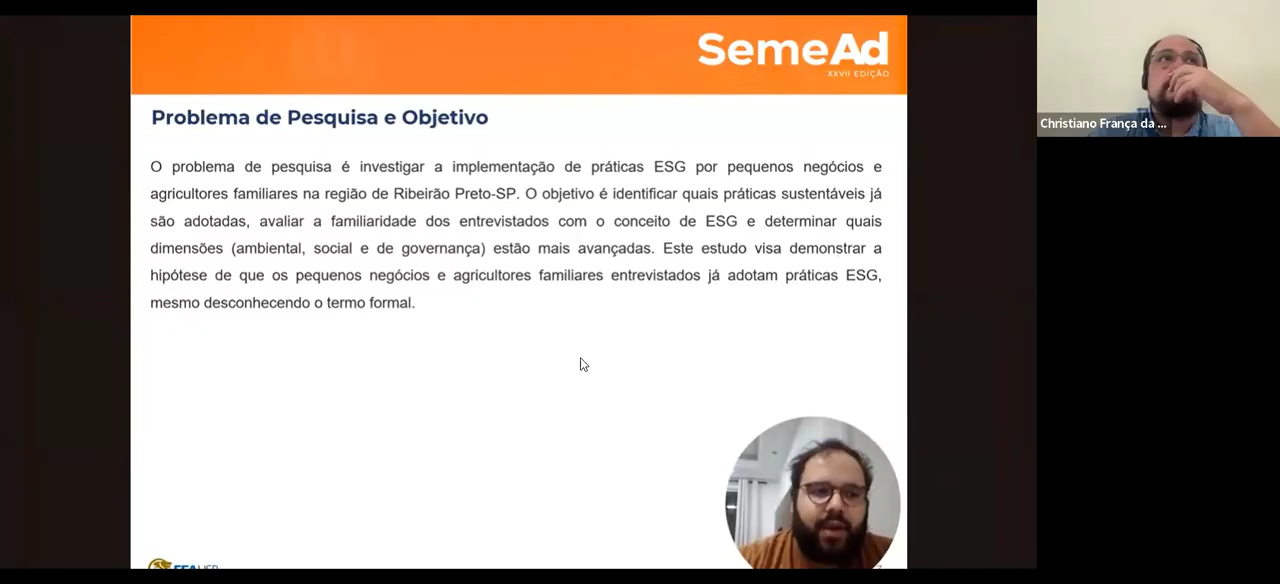 SemeAd
XXVII EDIÇÃO
Problema de Pesquisa e Objetivo
O problema de pesquisa é investigar a implementação de práticas ESG por pequenos negócios e
agricultores familiares na região de Ribeirão Preto-SP. O objetivo é identificar quais práticas sustentáveis já
são adotadas, avaliar a familiaridade dos entrevistados com o conceito de ESG e determinar quais
dimensões (ambiental, social e de governança) estão mais avançadas. Este estudo visa demonstrar a
hipótese de que os pequenos negócios e agricultores familiares entrevistados já adotam práticas ESG,
mesmo desconhecendo o termo formal.
Christiano França da ...